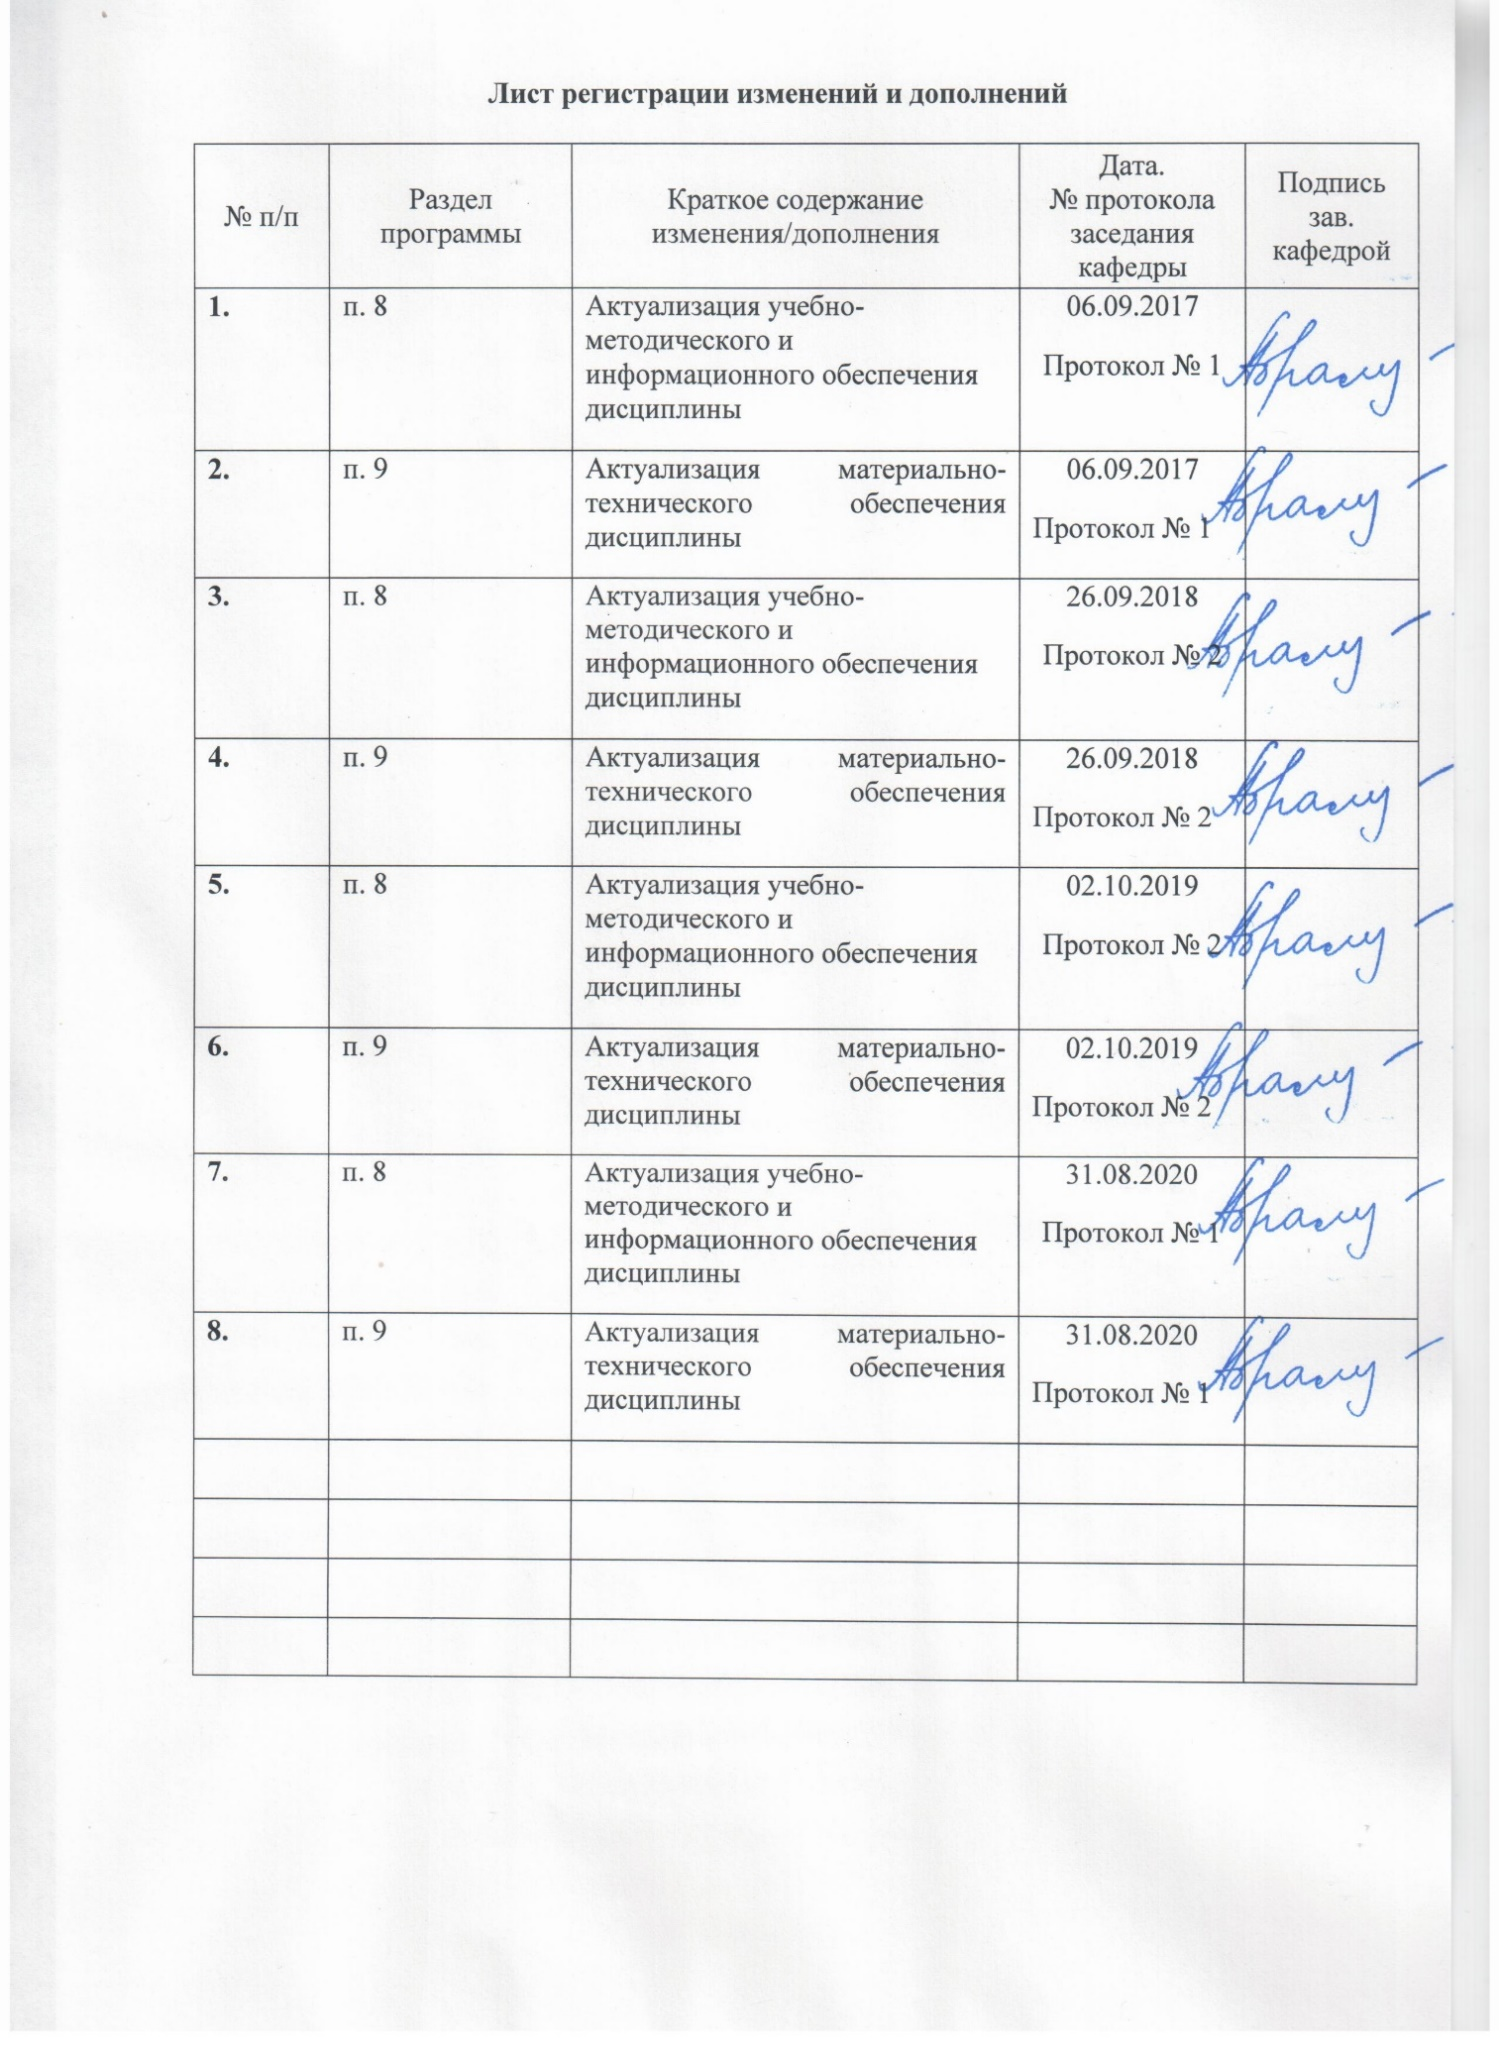 Лист регистрации изменений и дополнений
№ п/п
Раздел
программы
Краткое содержание
изменения/дополнения
Дата.
№ протокола
заседания
кафедры
Подпись
зав.
кафедрой
1.
п. 8
Актуализация учебно-
методического и
информационного обеспечения
дисциплины
06.09.2017
Протокол № 1
2.
п. 9
Актуализация материально-
технического обеспечения
дисциплины
06.09.2017
Протокол № 1
3.
п. 8
Актуализация учебно-
методического и
информационного обеспечения
дисциплины
26.09.2018
Протокол № 2
4.
п. 9
Актуализация материально-
технического обеспечения
дисциплины
26.09.2018
Протокол № 2
5.
п. 8
Актуализация учебно-
методического и
информационного обеспечения
дисциплины
02.10.2019
Протокол № 2
6.
п. 9
Актуализация материально-
технического обеспечения
дисциплины
02.10.2019
Протокол № 2
7.
п. 8
Актуализация учебно-
методического и
информационного обеспечения
дисциплины
31.08.2020
Протокол № 1
8.
п. 9
Актуализация материально-
технического обеспечения
дисциплины
31.08.2020
Протокол № 1